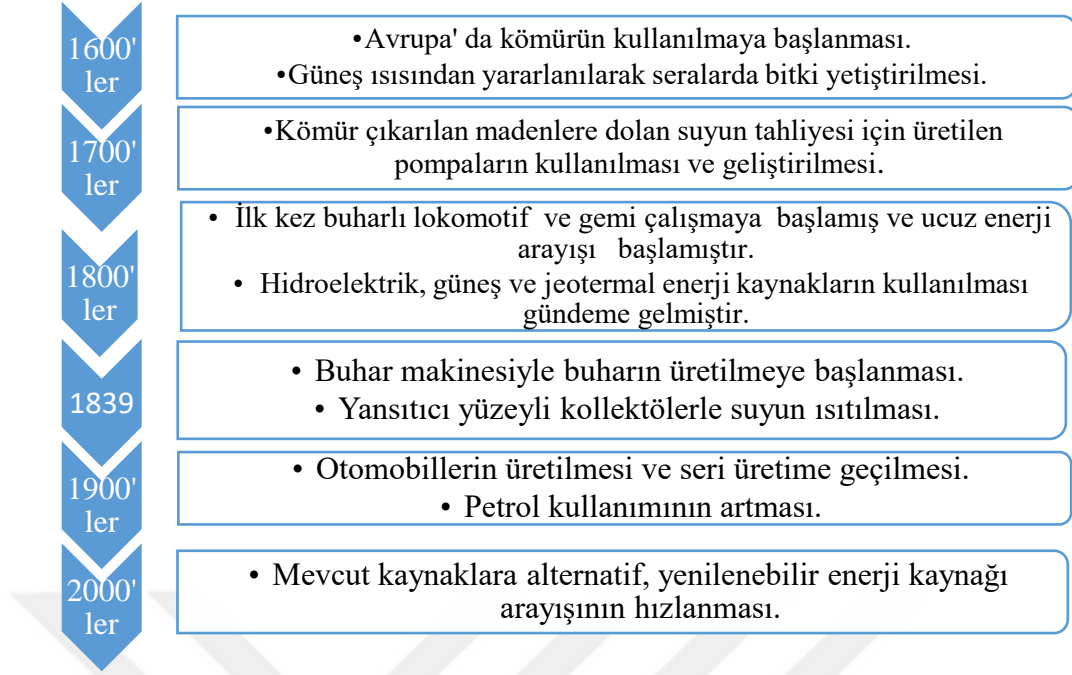 1600'
ler
•Avrupa' da kömürün kullanılmaya başlanması.
•Güneş ısısından yararlanılarak seralarda bitki yetiştirilmesi.
1700'
ler
•Kömür çıkarılan madenlere dolan suyun tahliyesi için üretilen
pompaların kullanılması ve geliştirilmesi.
1800'
ler
• İlk kez buharlı lokomotif ve gemi çalışmaya başlamış ve ucuz enerji
arayışı başlamıştır.
• Hidroelektrik, güneş ve jeotermal enerji kaynakların kullanılması
gündeme gelmiştir.
1839
• Buhar makinesiyle buharın üretilmeye başlanması.
• Yansıtıcı yüzeyli kollektölerle suyun ısıtılması.
1900'
ler
• Otomobillerin üretilmesi ve seri üretime geçilmesi.
• Petrol kullanımının artması.
2000'
ler
• Mevcut kaynaklara alternatif, yenilenebilir enerji kaynağı
arayışının hızlanması.